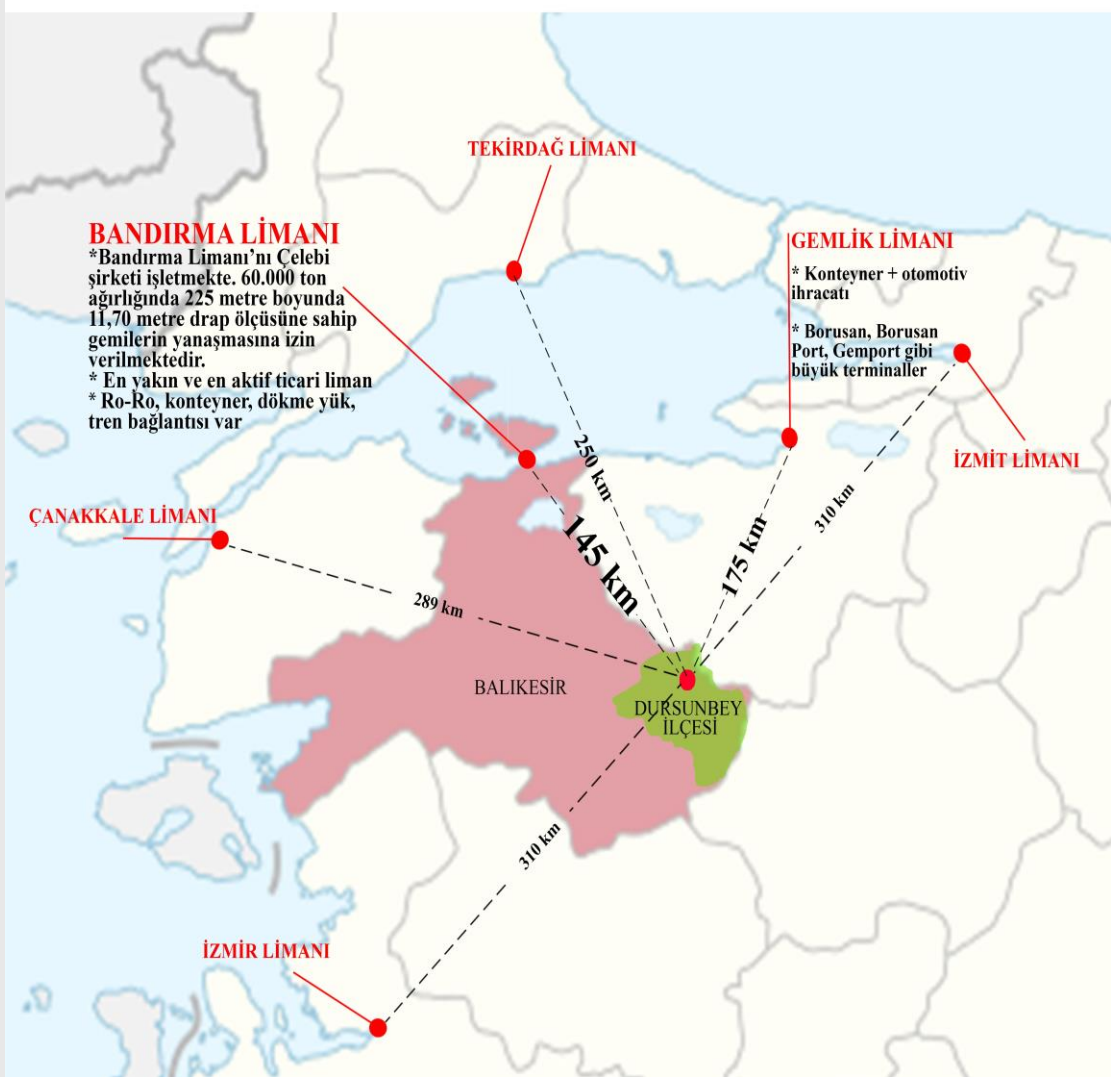 TEKİRDAĞ LİMANI
BANDIRMA LİMANI
*Bandırma Limanı’nı Çelebi
şirketi işletmekte. 60.000 ton
ağırlığında 225 metre boyunda
11,70 metre drap ölçüsüne sahip
gemilerin yanaşmasına izin
verilmektedir.
* En yakın ve en aktif ticari liman
* Ro-Ro, konteyner, dökme yük,
tren bağlantısı var
GEMLİK LİMANI
* Konteyner + otomotiv
ihracatı
* Borusan, Borusan
Port, Gemport gibi
büyük terminaller
İZMİT LİMANI
ÇANAKKALE LİMANI
250 km
145 km
175 km
310 km
289 km
BALIKESİR
DURSUNBEY
İLÇESİ
310 km
İZMİR LİMANI